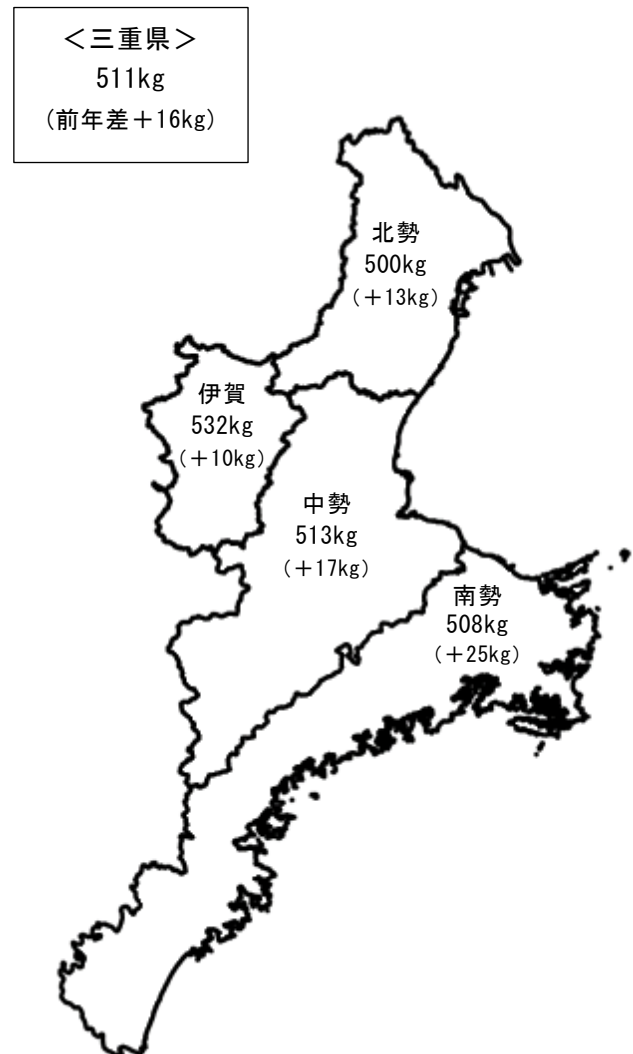 ＜三重県＞
511kg
(前年差＋16kg)
北勢
500kg
(＋13kg)
伊賀
532kg
(＋10kg)
中勢
513kg
(＋17kg)
南勢
508kg
(＋25kg)